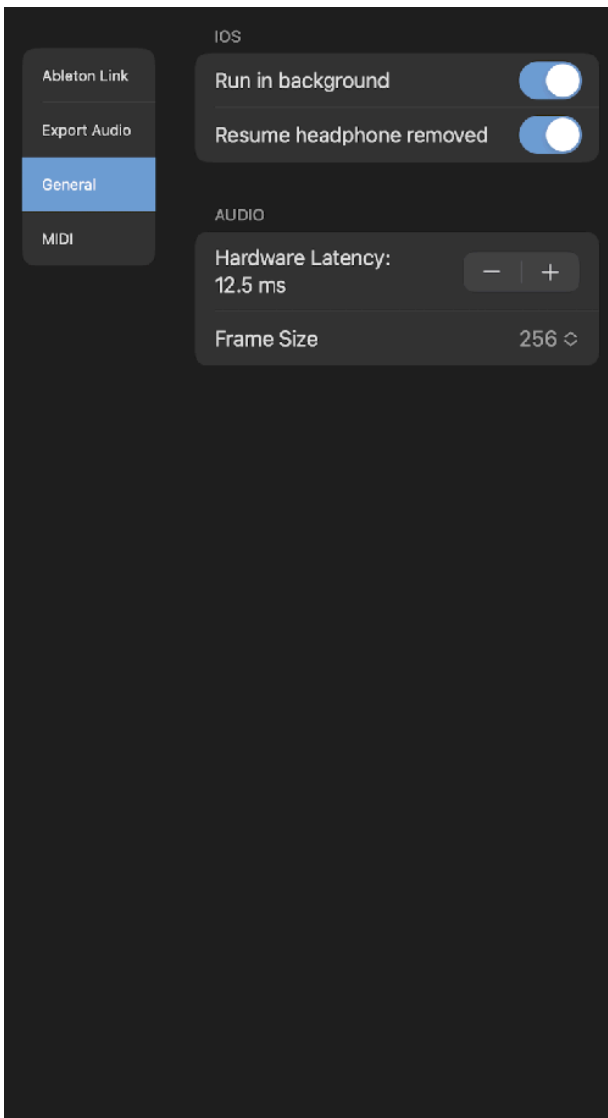 Ableton Link
Export Audio
General
MIDI
IOS
Run in background
Resume headphone removed
AUDIO
Hardware Latency:
12.5 ms
Frame Size
256